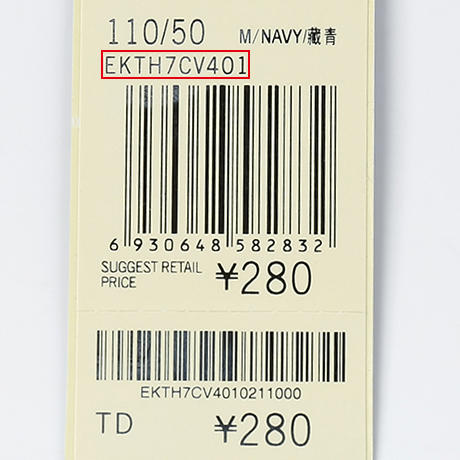 110/50 M/NAVY/藏青
EKTH7CV401
6 930648 582832
SUGGEST RETAIL
PRICE ¥280
EKTH7CV4010211000
TD ¥280